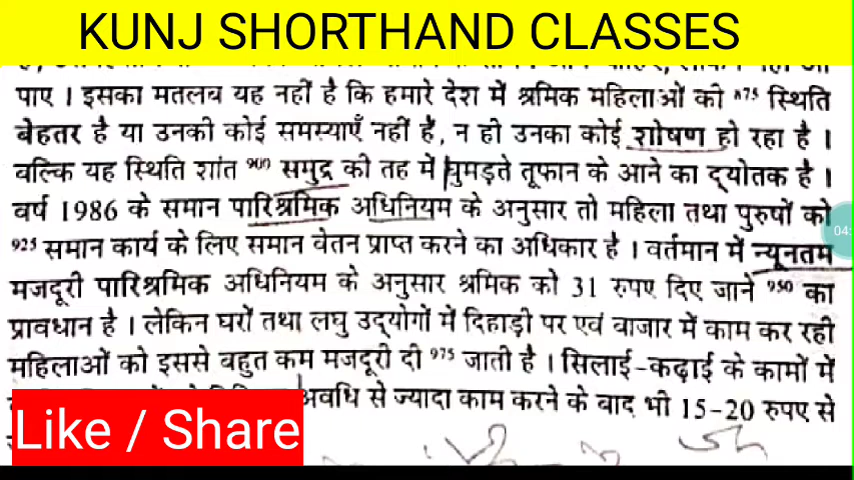 KUNJ SHORTHAND CLASSES
पाए । इसका मतलब यह नहीं है कि हमारे देश में श्रमिक महिलाओं की 875 स्थिति
बेहतर है या उनकी कोई समस्याएँ नहीं हैं, न ही उनका कोई शोषण हो रहा है ।
बल्कि यह स्थिति शांत 900 समुद्र की तह में घुमड़ते तूफान के आने का द्योतक है ।
वर्ष 1986 के समान पारिश्रमिक अधिनियम के अनुसार तो महिला तथा पुरुषों को
04:
925 समान कार्य के लिए समान वेतन प्राप्त करने का अधिकार है । वर्तमान में न्यूनतम
मजदूरी पारिश्रमिक अधिनियम के अनुसार श्रमिक को 31 रुपए दिए जाने 950 का
प्रावधान है । लेकिन घरों तथा लघु उद्योगों में दिहाड़ी पर एवं बाजार में काम कर रही
महिलाओं को इससे बहुत कम मजदूरी दी 975 जाती है । सिलाई-कढ़ाई के कामों में
अवधि से ज्यादा काम करने के बाद भी 15-20 रुपए से
Like / Share